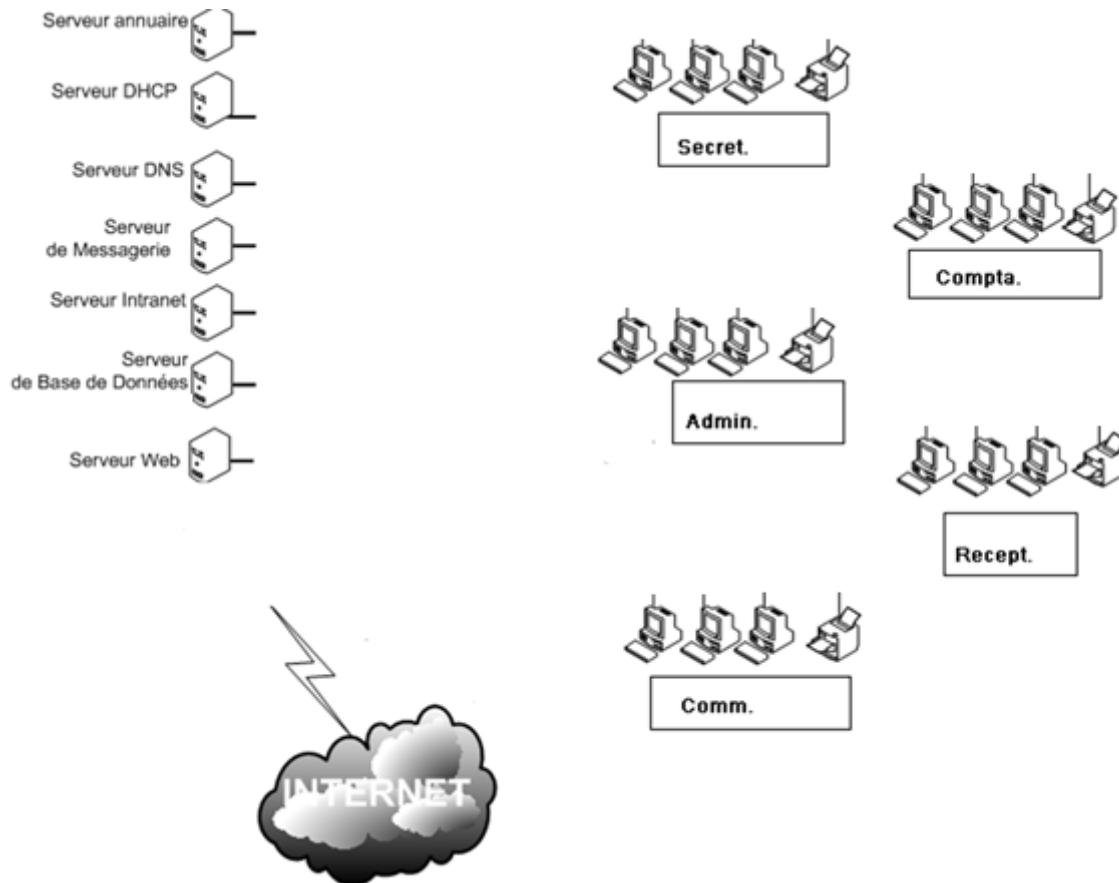 Serveur annuaire
Serveur DHCP
Serveur DNS
Serveur
de Messagerie
Serveur Intranet
Serveur
de Base de Données
Serveur Web
Secret.
Compta.
Admin.
Recept.
Comm.
INTERNET